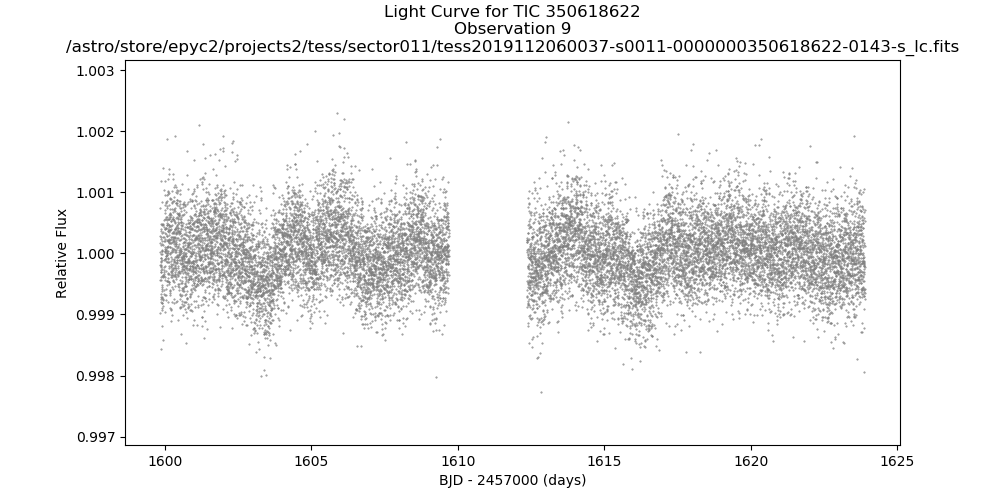 Light Curve for TIC 350618622
Observation 9
/astro/store/epyc2/projects2/tess/sector011/tess2019112060037-s0011-0000000350618622-0143-s_lc.fits
1.003
1.002
1.001
1.000
0.999
0.998
0.997
Relative Flux
1600 1605 1610 1615 1620 1625
BJD - 2457000 (days)